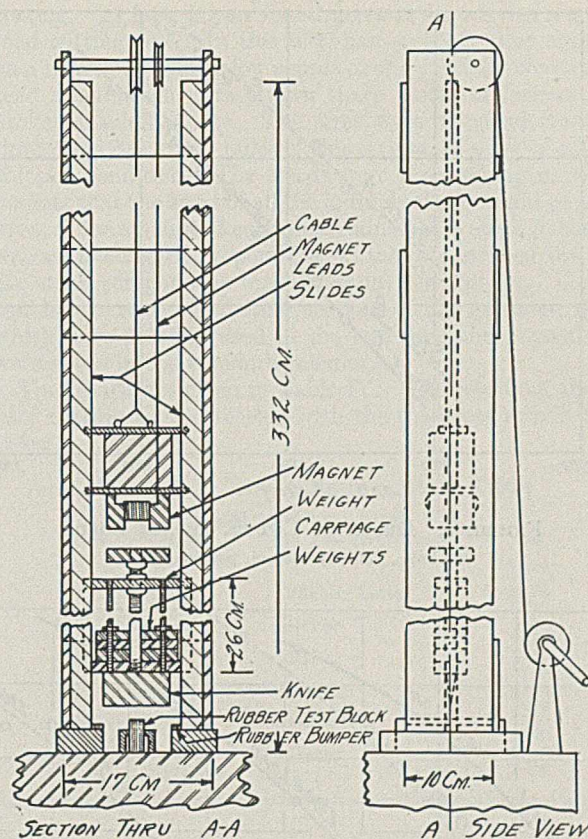 A
CABLE
MAGNET
LEADS
SLIDES
332 CM.
MAGNET
WEIGHT
CARRIAGE
WEIGHTS
26 CM.
KNIFE
RUBBER TEST BLOCK
RUBBER BUMPER
17 CM
10 CM.
SECTION THRU A-A
A SIDE VIEW